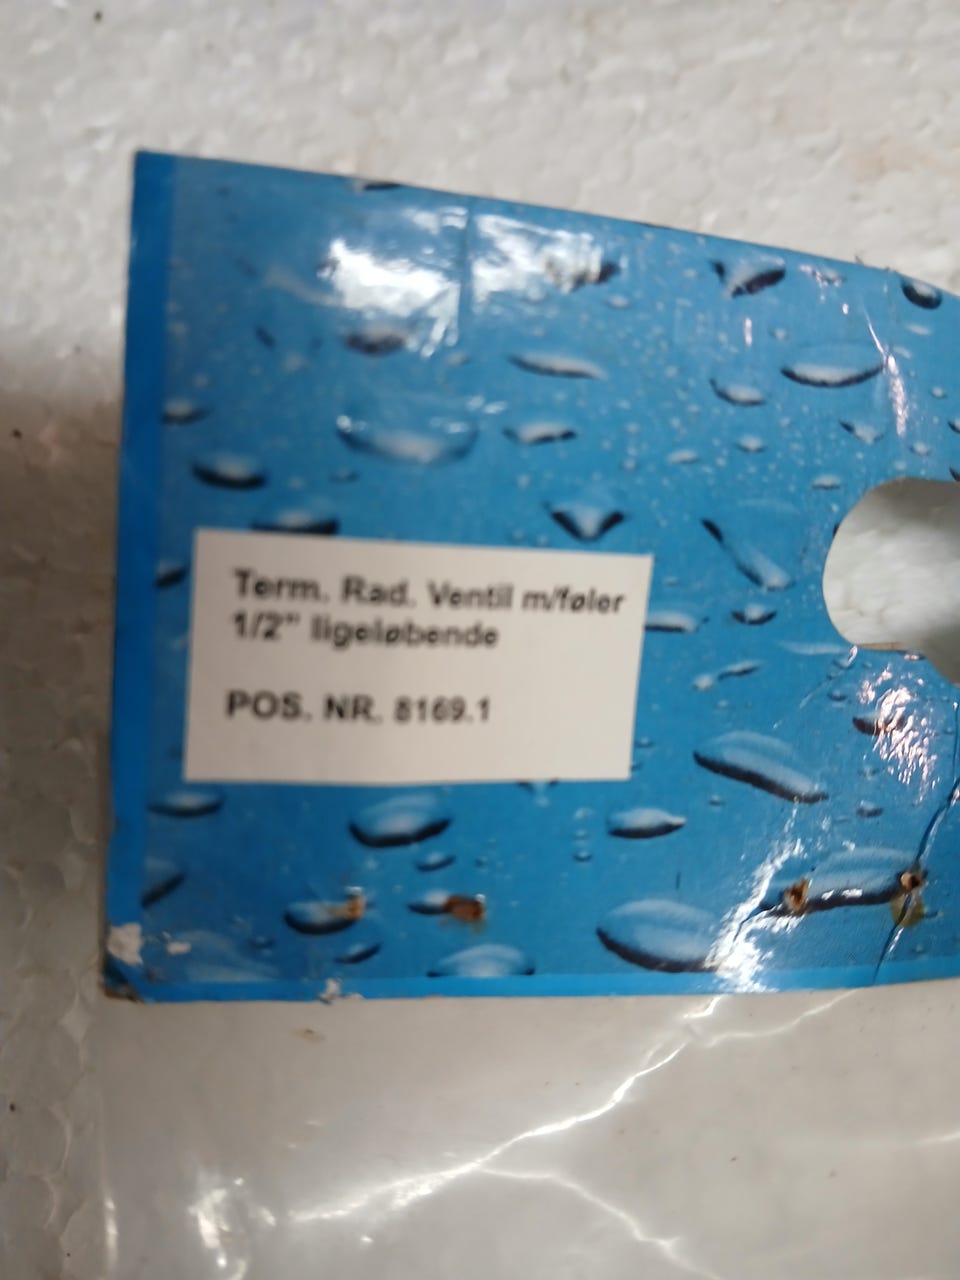 Term. Rad. Ventil m/føler
1/2" ligeløbende
POS. NR. 8169.1